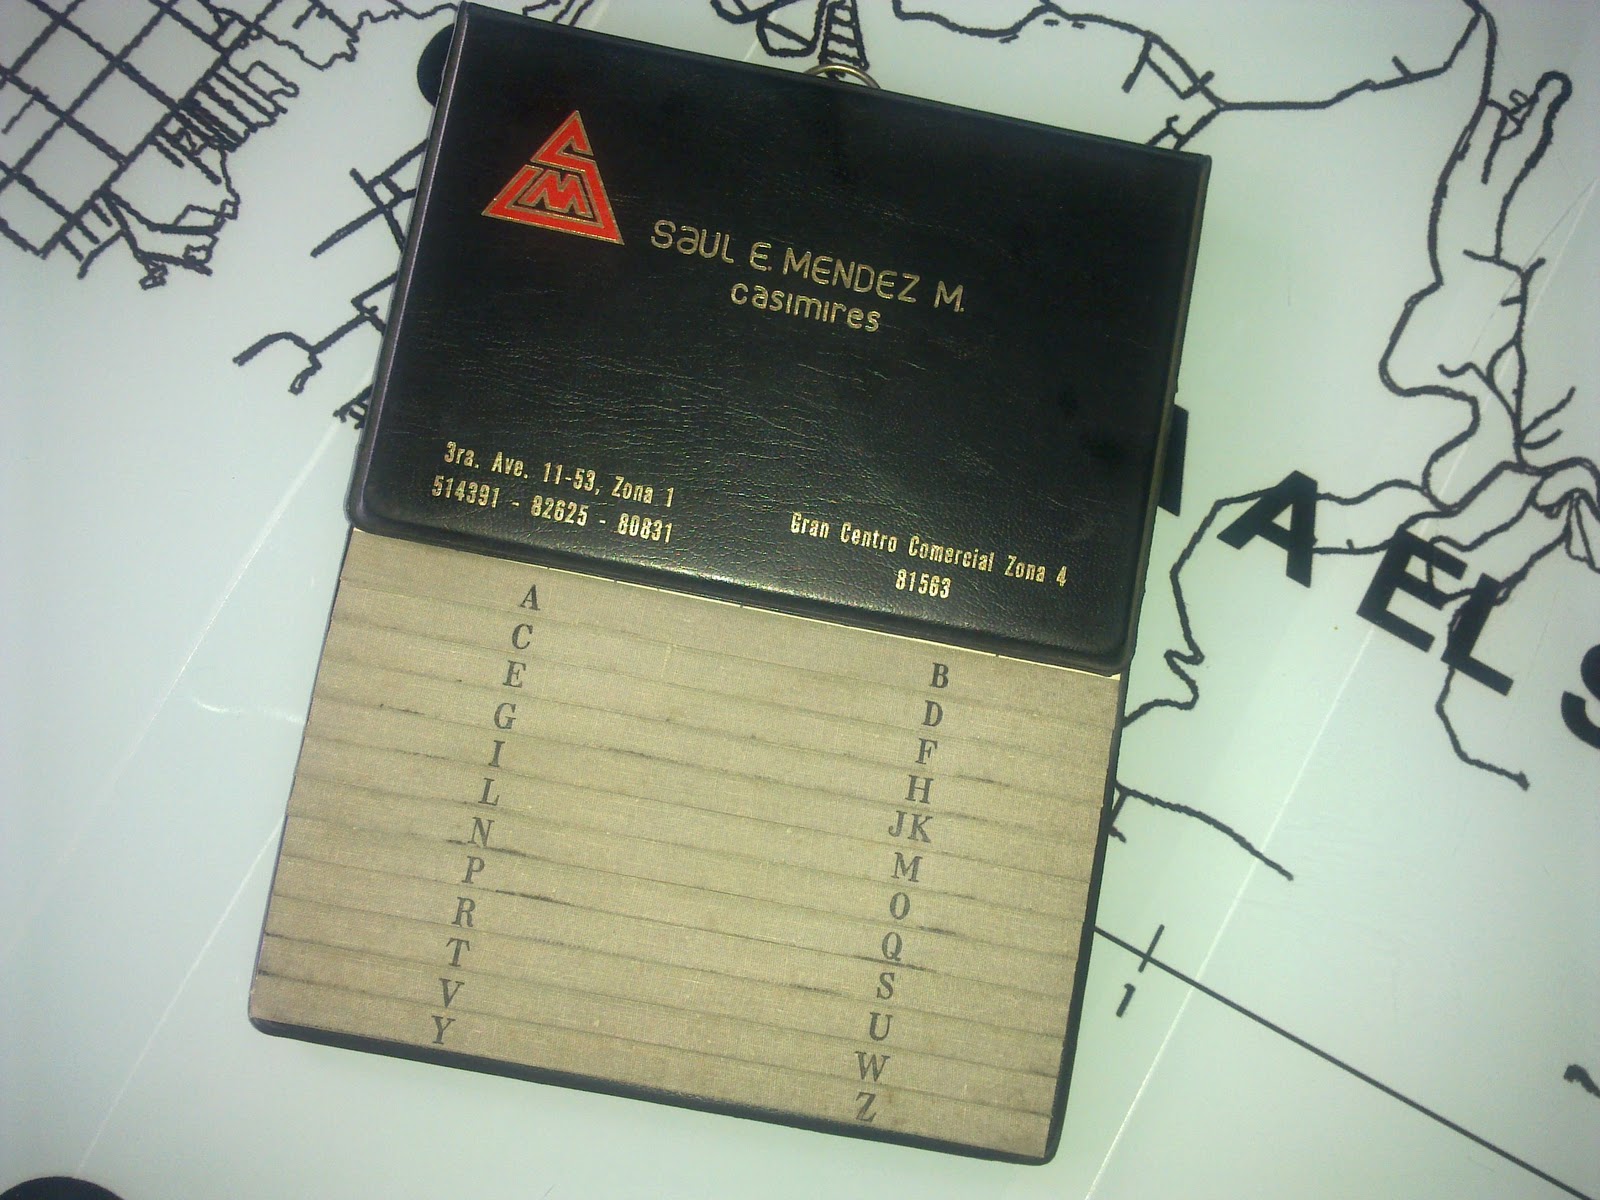 SM
SAUL E. MENDEZ M.
casimires
3ra. Ave. 11-53, Zona 1
514391 - 82625 - 80831
Gran Centro Comercial Zona 4
81563
A
B
C
D
E
F
G
H
I
JK
L
M
N
O
P
Q
R
S
T
U
V
W
Y
Z
A E L S
1